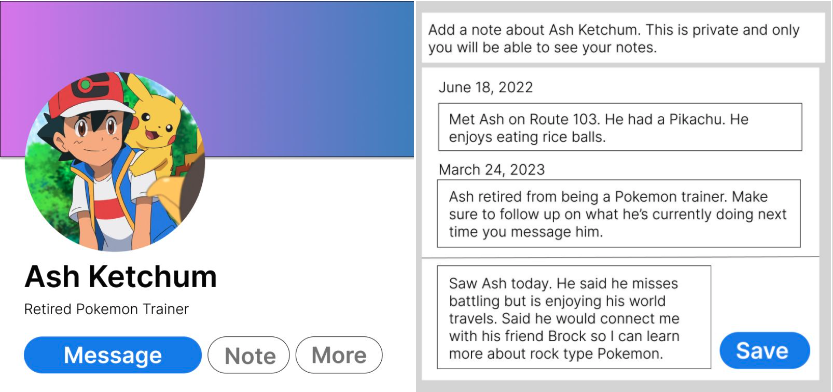 Ash Ketchum
Retired Pokemon Trainer
Message
Note
More
Add a note about Ash Ketchum. This is private and only
you will be able to see your notes.
June 18, 2022
Met Ash on Route 103. He had a Pikachu. He
enjoys eating rice balls.
March 24, 2023
Ash retired from being a Pokemon trainer. Make
sure to follow up on what he’s currently doing next
time you message him.
Saw Ash today. He said he misses
battling but is enjoying his world
travels. Said he would connect me
with his friend Brock so I can learn
more about rock type Pokemon.
Save